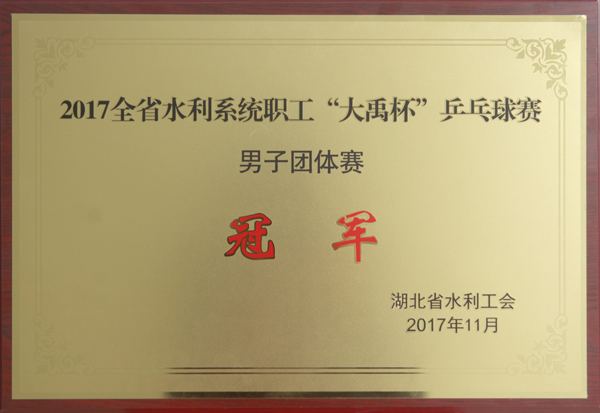 2017全省水利系统职工“大禹杯”乒乓球赛
男子团体赛
冠军
湖北省水利工会
2017年11月